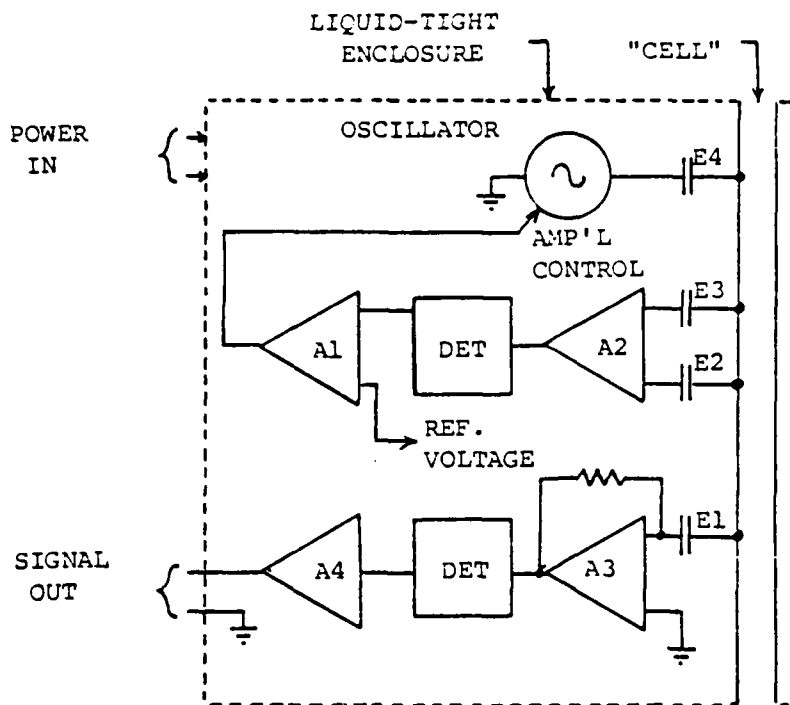 LIQUID-TIGHT
ENCLOSURE
"CELL"
POWER
IN
OSCILLATOR
E4
AMP'L
CONTROL
E3
A1
DET
A2
E2
REF.
VOLTAGE
E1
SIGNAL
OUT
A4
DET
A3